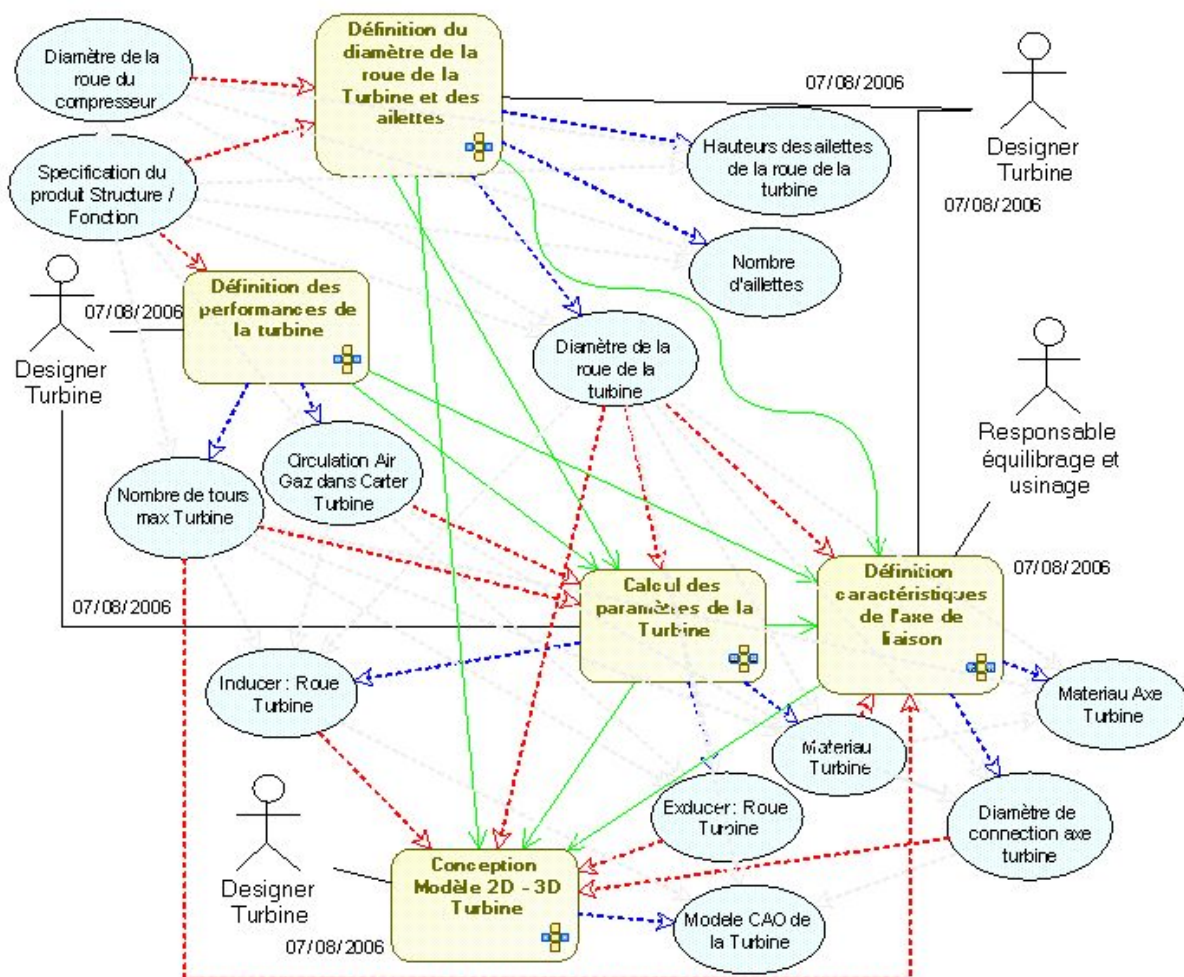 Définition du
diamètre de la
roue de la
Turbine et des
ailettes
Diamètre de la
roue du
compresseur
07/08/2006
Designer
Turbine
07/08/2006
Hauteurs des ailettes
de la roue de la
turbine
Specification du
produit Structure /
Fonction
Nombre
d'aillettes
Définition des
performances de
la turbine
07/08/2006
Designer
Turbine
Diamètre de la
roue de la
turbine
Responsable
équilibrage et
usinage
Circulation Air
Gaz dans Carter
Turbine
Nombre de tours
max Turbine
07/08/2006
Calcul des
paramètres de la
Turbine
Définition
caractéristiques
de l'axe de
liaison
07/08/2006
Inducer : Roue
Turbine
Materiau Axe
Turbine
Materiau
Turbine
Exducer : Roue
Turbine
Diamètre de
connection axe
turbine
Designer
Turbine
07/08/2006
Conception
Modèle 2D - 3D
Turbine
Modele CAO de
la Turbine